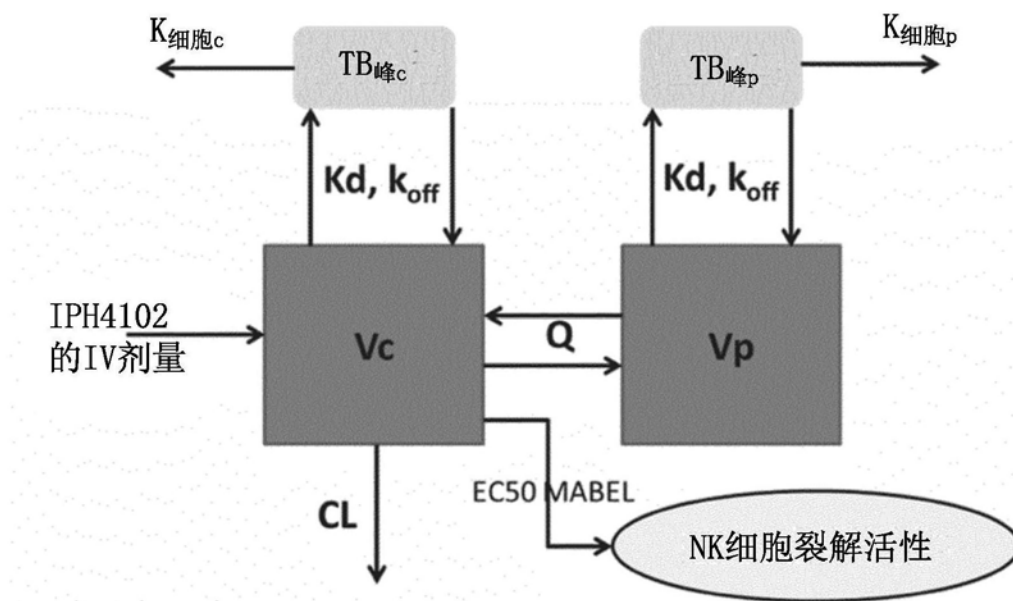 K细胞c
TB峰c
TB峰p
K细胞p
Kd, koff
Kd, koff
IPH4102
的IV剂量
Vc
Q
Vp
CL
EC50 MABEL
NK细胞裂解活性